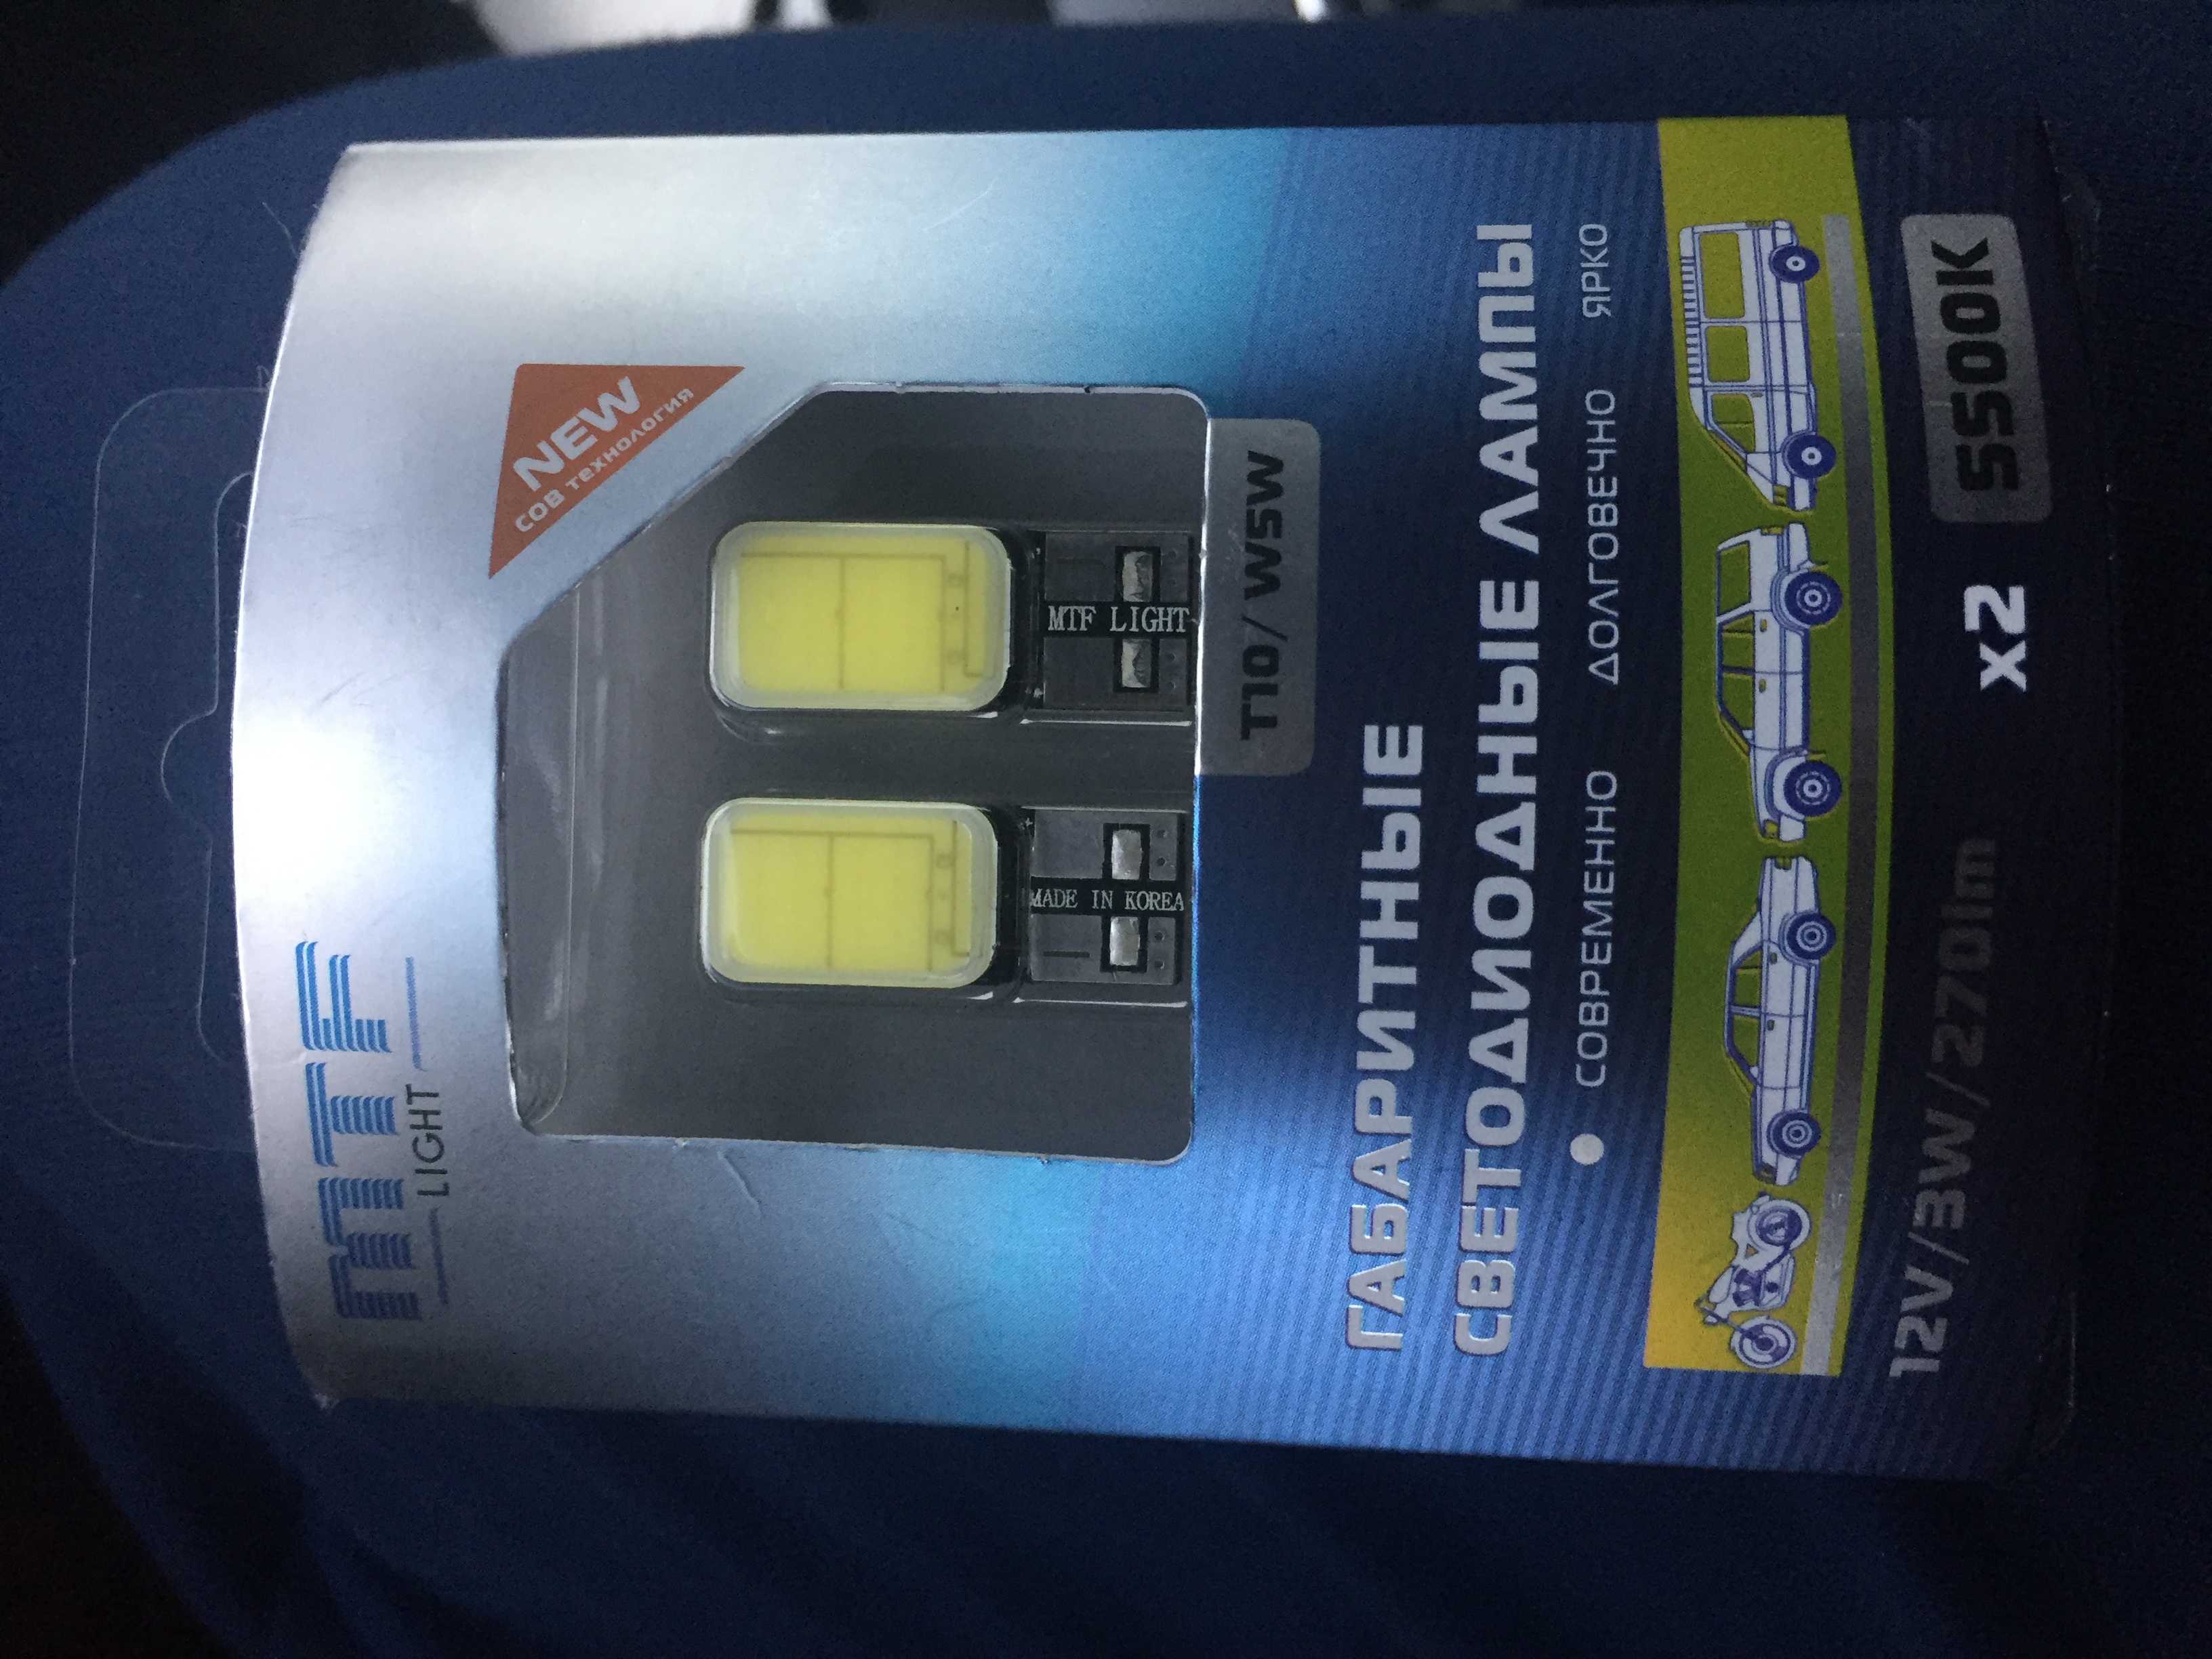 MTF
LIGHT
NEW
COB технология
MADE IN KOREA
MTF LIGHT
T10/ W5W
ГАБАРИТНЫЕ
СВЕТОДИОДНЫЕ ЛАМПЫ
СОВРЕМЕННО ДОЛГОВЕЧНО ЯРКО
12V/3W/270lm x2 5500K